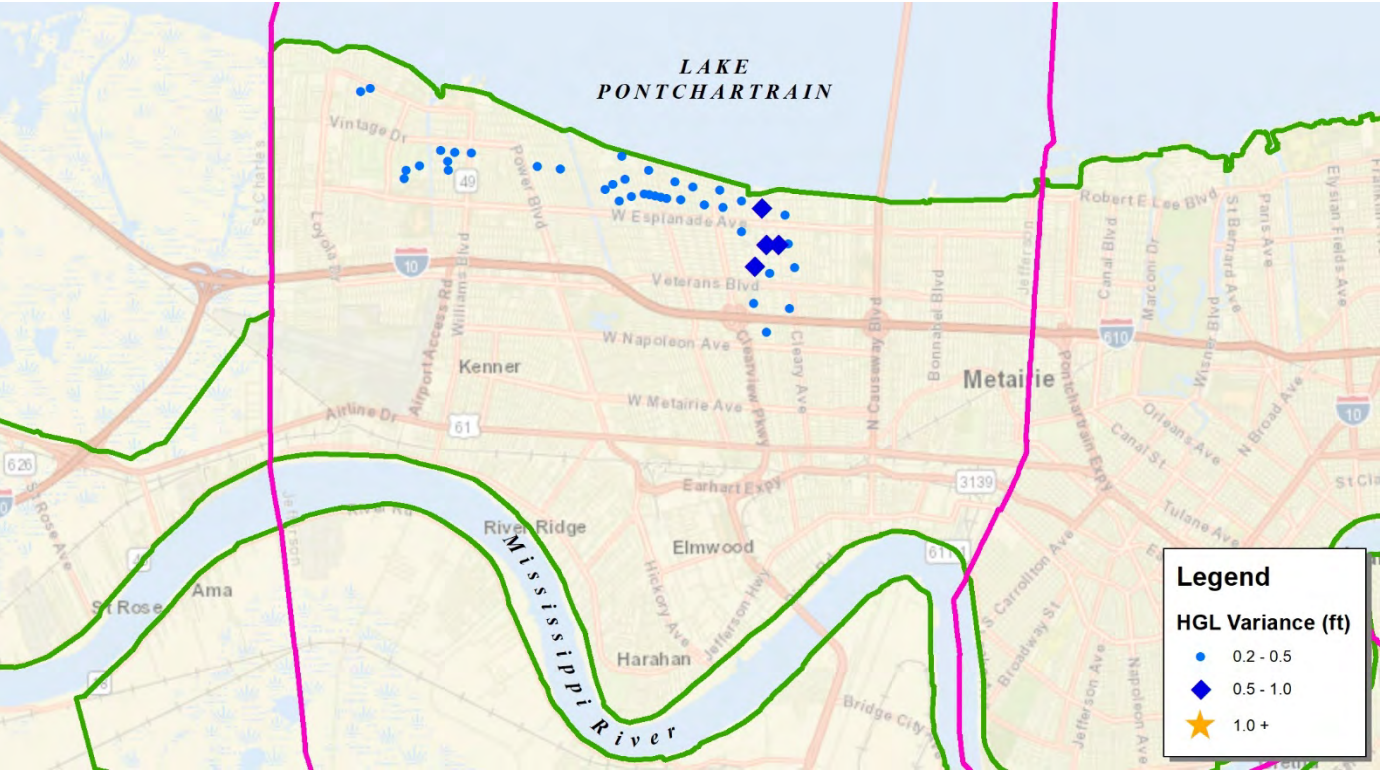 LAKE
PONTCHARTRAIN
Vintage Dr
St Charles
Power Blvd
49
Loyola Dr
W Esplanade Ave
Robert E Lee Blvd
Elysian Fields Ave
Franklin
Paris Ave
St Bernard Ave
Canal Blvd
Marconi Dr
Wisner Blvd
Jefferson
10
Williams Blvd
Airport Access Rd
Veterans Blvd
W Napoleon Ave
Clearview Pkwy
Cleary Ave
N Causeway Blvd
Bonnabel Blvd
610
Kenner
Metairie
Pontchartrain Expy
W Metairie Ave
Airline Dr
61
Orleans Ave
Canal St
N Broad Ave
10
626
St Rose Ave
Earhart Expy
3139
Jefferson
River Rd
River Ridge
Elmwood
Tulane Ave
Ama
St Rose
Mississippi River
Hickory Ave
Jefferson Hwy
Harahan
S Carrollton Ave
Broadway St
Jefferson Ave
Napoleon Ave
Bridge City
Legend
HGL Variance (ft)
0.2 - 0.5
0.5 - 1.0
1.0 +